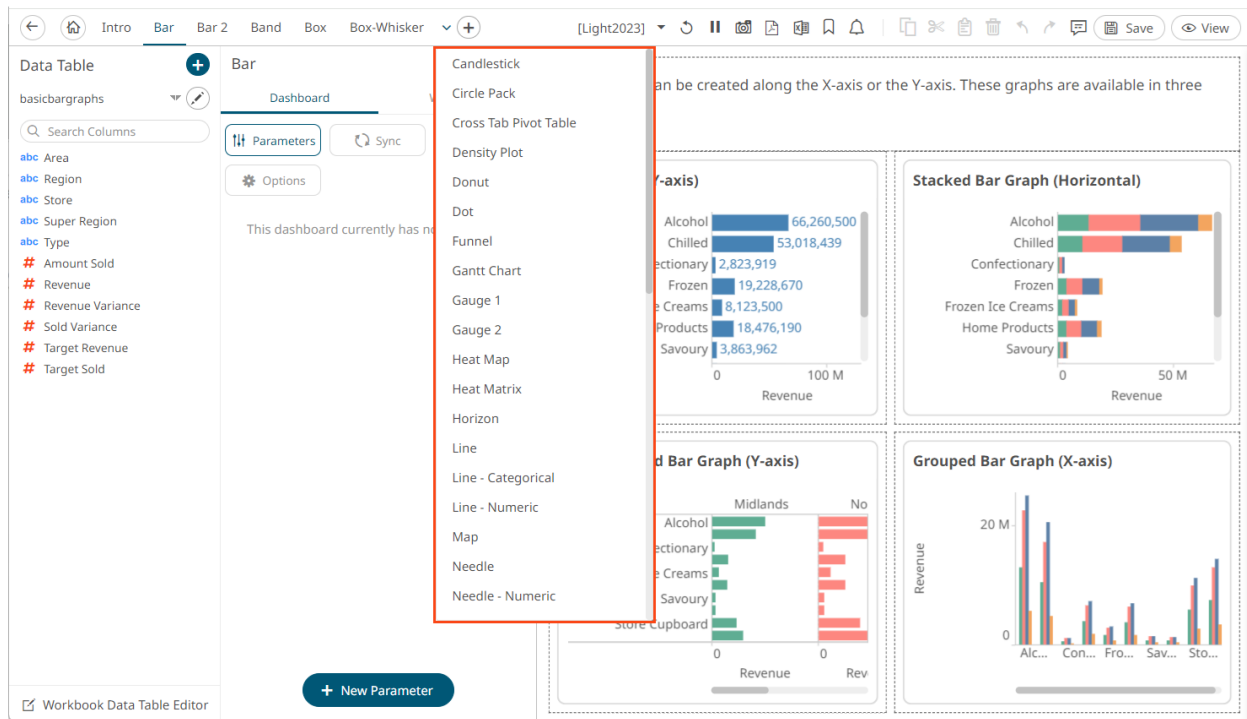 Intro Bar Bar 2 Band Box Box-Whisker [Light2023] Save View
Data Table
basicbargraphs
Search Columns
abc Area
abc Region
abc Store
abc Super Region
abc Type
# Amount Sold
# Revenue
# Revenue Variance
# Sold Variance
# Target Revenue
# Target Sold
Workbook Data Table Editor
Bar
Dashboard
Parameters Sync
Options
This dashboard currently has
New Parameter
Candlestick
Circle Pack
Cross Tab Pivot Table
Density Plot
Donut
Dot
Funnel
Gantt Chart
Gauge 1
Gauge 2
Heat Map
Heat Matrix
Horizon
Line
Line - Categorical
Line - Numeric
Map
Needle
Needle - Numeric
an be created along the X-axis or the Y-axis. These graphs are available in three
-axis)
Alcohol 66,260,500
Chilled 53,018,439
ectionary 2,823,919
Frozen 19,228,670
Creams 8,123,500
Products 18,476,190
Savoury 3,863,962
0 100 M
Revenue
Stacked Bar Graph (Horizontal)
Alcohol
Chilled
Confectionary
Frozen
Frozen Ice Creams
Home Products
Savoury
0 50 M
Revenue
d Bar Graph (Y-axis)
Midlands No
Alcohol
ectionary
Creams
Savoury
Store Cupboard
0 0
Revenue Rev
Grouped Bar Graph (X-axis)
20 M
Revenue
0
Alc... Con... Fro... Sav... Sto...